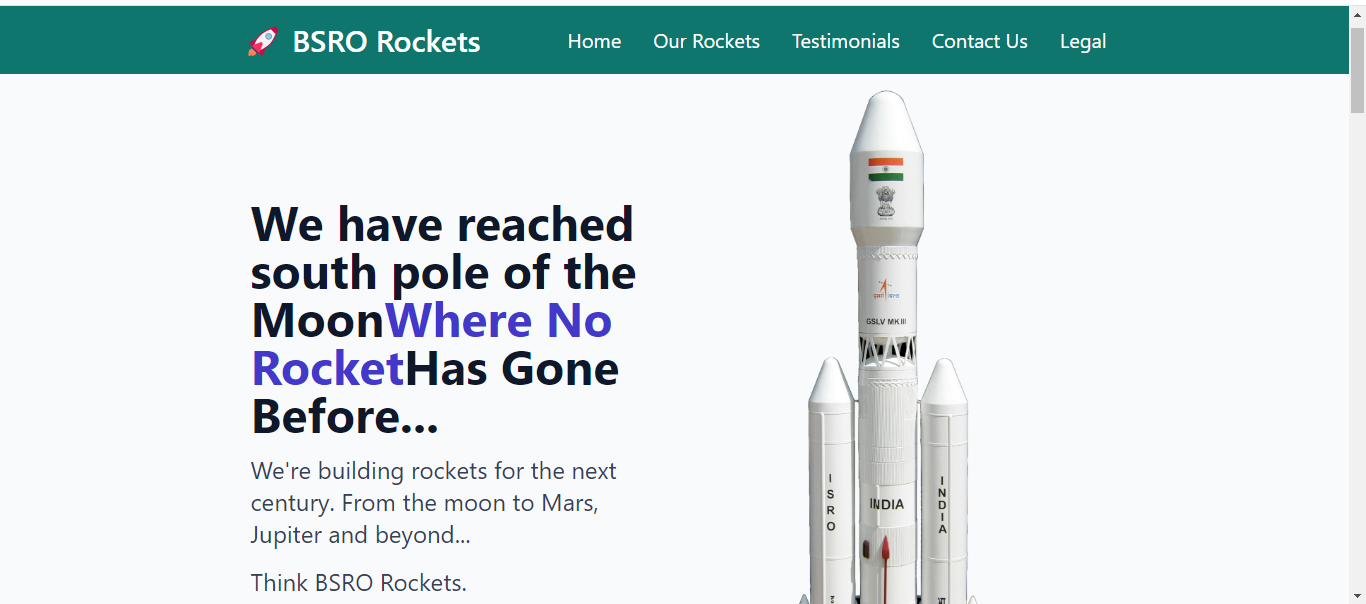 BSRO Rockets
Home
Our Rockets
Testimonials
Contact Us
Legal
We have reached
south pole of the
MoonWhere No
RocketHas Gone
Before...
We're building rockets for the next
century. From the moon to Mars,
Jupiter and beyond...
Think BSRO Rockets.
GSLV MK III
ISRO
INDIA
INDIA